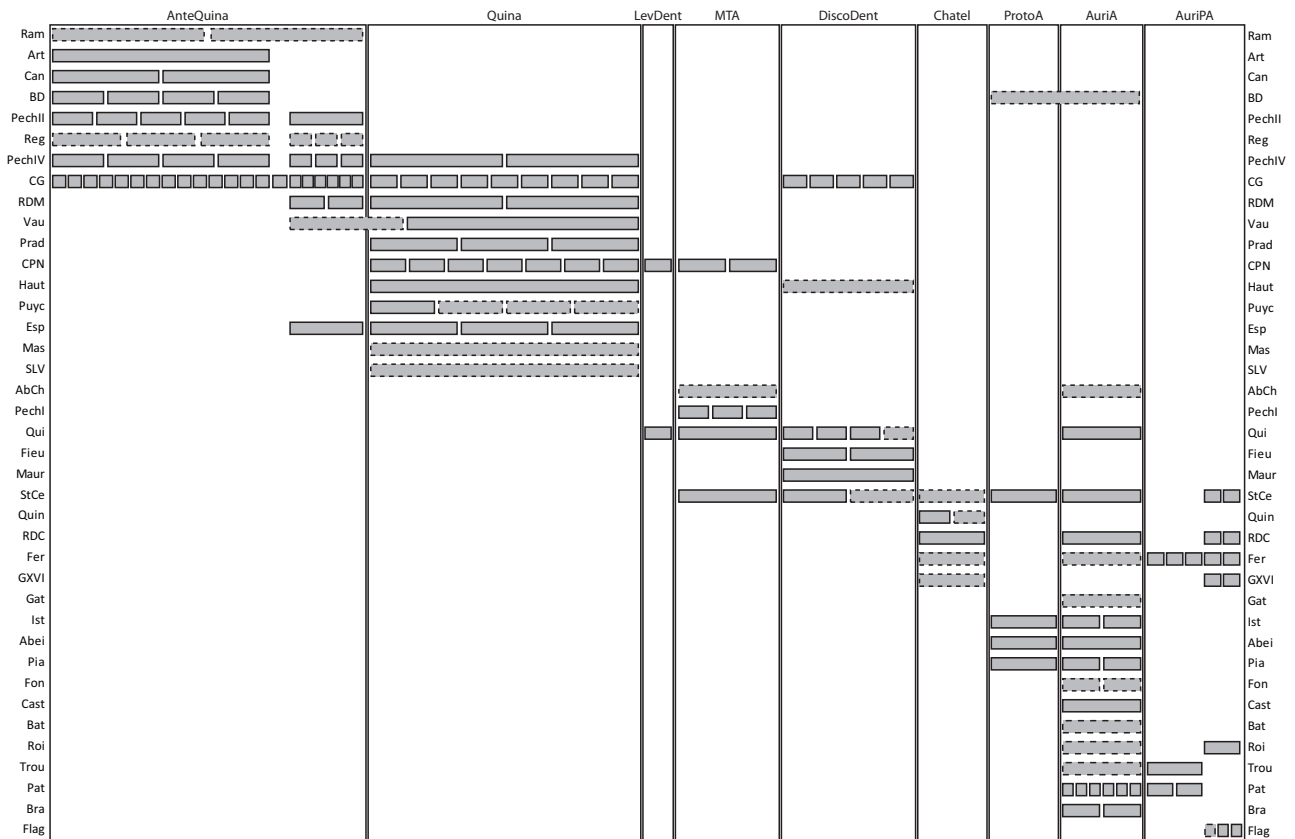 AnteQuina Quina LevDent MTA DiscoDent Chatel ProtoA AuriA AuriPA
Ram Ram
Art Art
Can Can
BD BD
PechII PechII
Reg Reg
PechIV PechIV
CG CG
RDM RDM
Vau Vau
Prad Prad
CPN CPN
Haut Haut
Puyc Puyc
Esp Esp
Mas Mas
SLV SLV
AbCh AbCh
PechI PechI
Qui Qui
Fieu Fieu
Maur Maur
StCe StCe
Quin Quin
RDC RDC
Fer Fer
GXVI GXVI
Gat Gat
Ist Ist
Abei Abei
Pia Pia
Fon Fon
Cast Cast
Bat Bat
Roi Roi
Trou Trou
Pat Pat
Bra Bra
Flag Flag